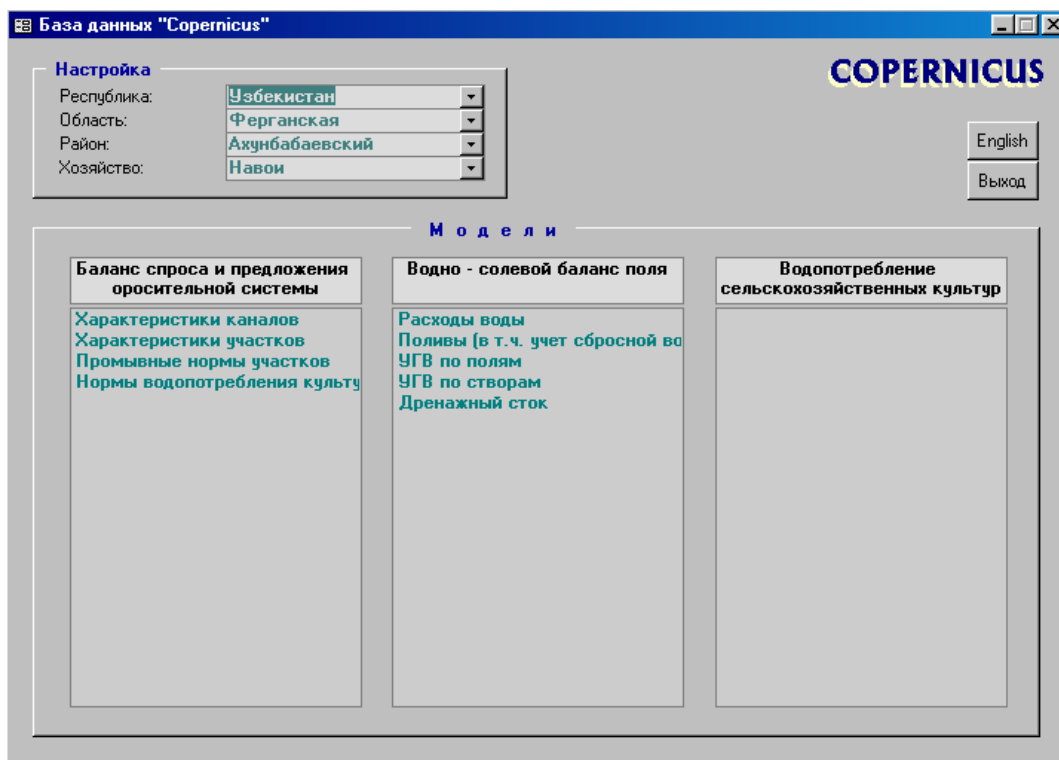 База данных "Copernicus"
COPERNICUS
Настройка
Республика: Узбекистан
Область: Ферганская
Район: Ахунбабаевский
Хозяйство: Навои
English
Выход
Модели
Баланс спроса и предложения
оросительной системы
Характеристики каналов
Характеристики участков
Промывные нормы участков
Нормы водопотребления культу
Водно - солевой баланс поля
Расходы воды
Поливы (в т.ч. учет сбросной во
УГВ по полям
УГВ по створам
Дренажный сток
Водопотребление
сельскохозяйственных культур